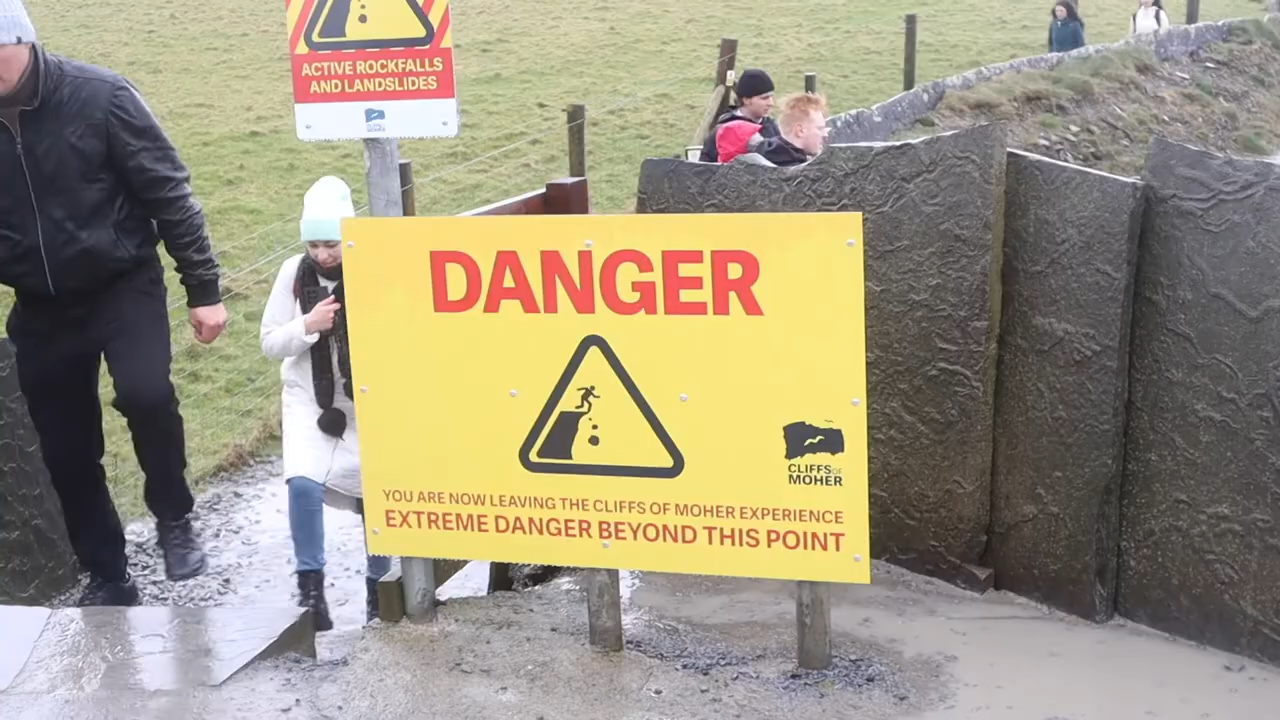 ACTIVE ROCKFALLS
AND LANDSLIDES
DANGER
CLIFFS OF
MOHER
YOU ARE NOW LEAVING THE CLIFFS OF MOHER EXPERIENCE
EXTREME DANGER BEYOND THIS POINT